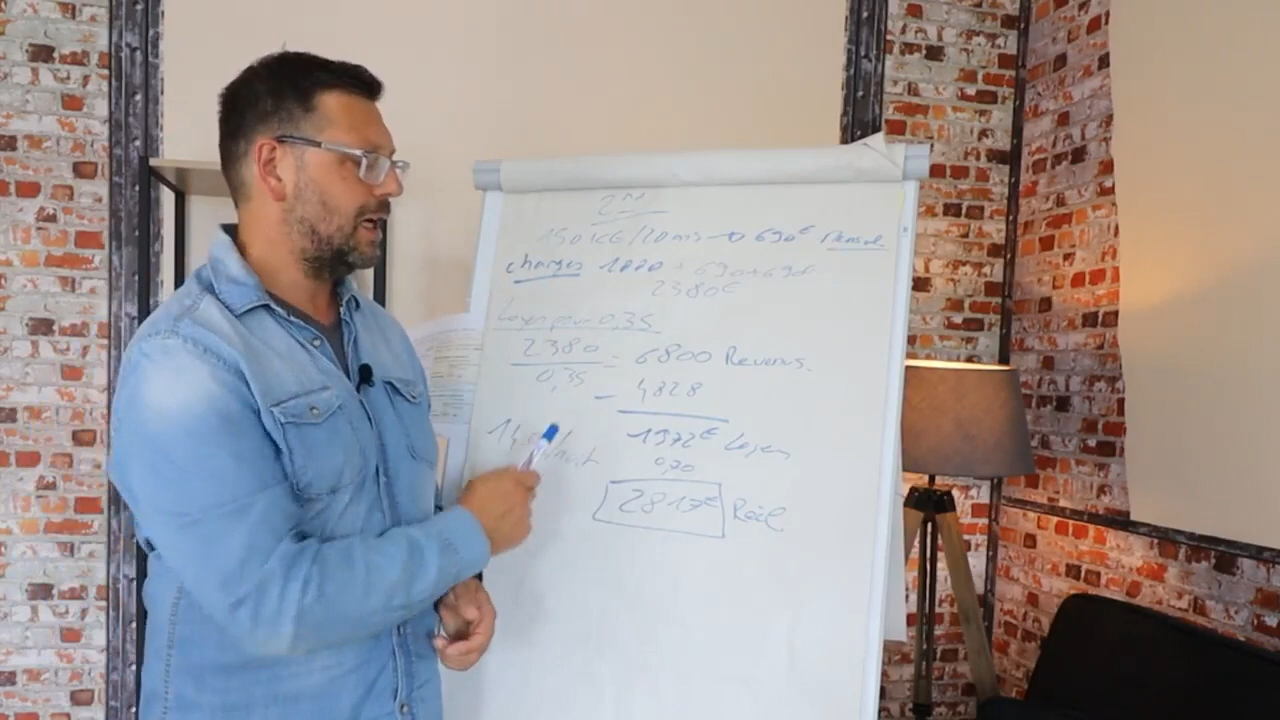 2
150 K€/20 ans → 690€ Mensuel
charges 1000 + 690 + 690
2380€
Loyer pour 0,35
2380 = 6800 Revenus.
0,35 - 4828
1972€ Loyers
0,70
2817€ Réel